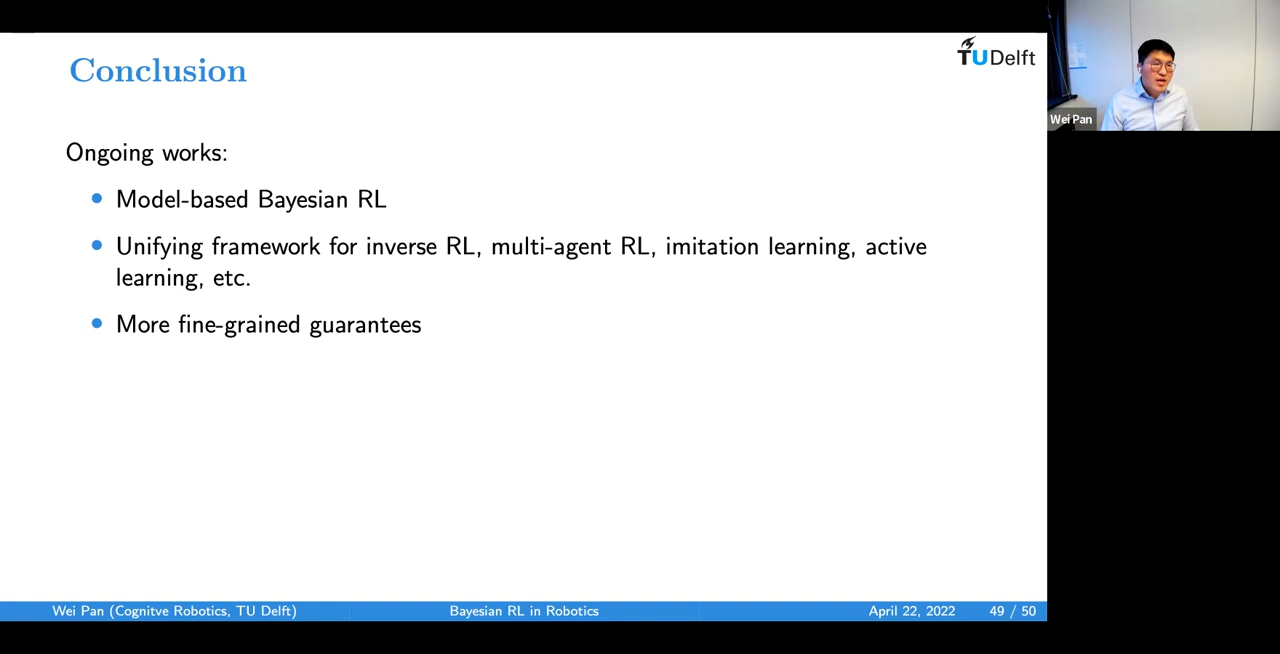 Conclusion
TUDelft
Ongoing works:
Model-based Bayesian RL
Unifying framework for inverse RL, multi-agent RL, imitation learning, active
learning, etc.
More fine-grained guarantees
Wei Pan (Cognitve Robotics, TU Delft)
Bayesian RL in Robotics
April 22, 2022
49 / 50
Wei Pan